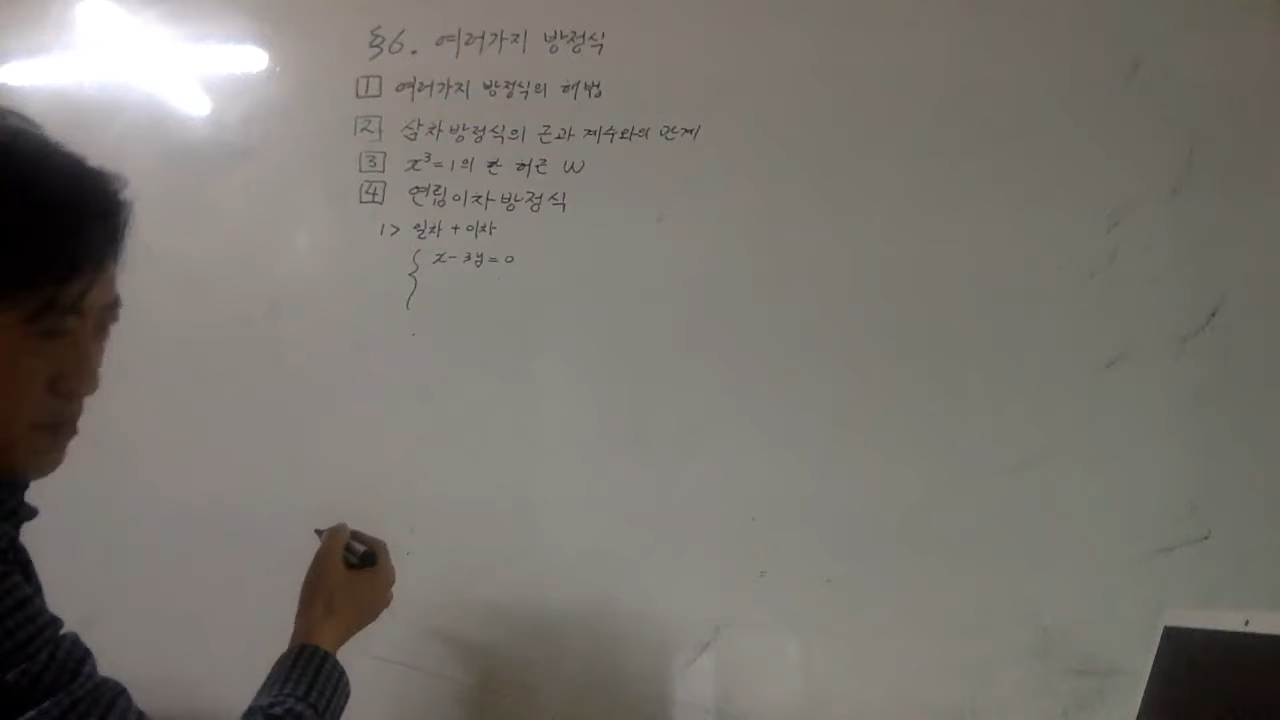 §6. 여러가지 방정식
1 여러가지 방정식의 해법
2 삼차방정식의 근과 계수와의 관계
3 x³=1의 한 허근 ω
4 연립이차방정식
1> 일차 + 이차
{ x-3y=0